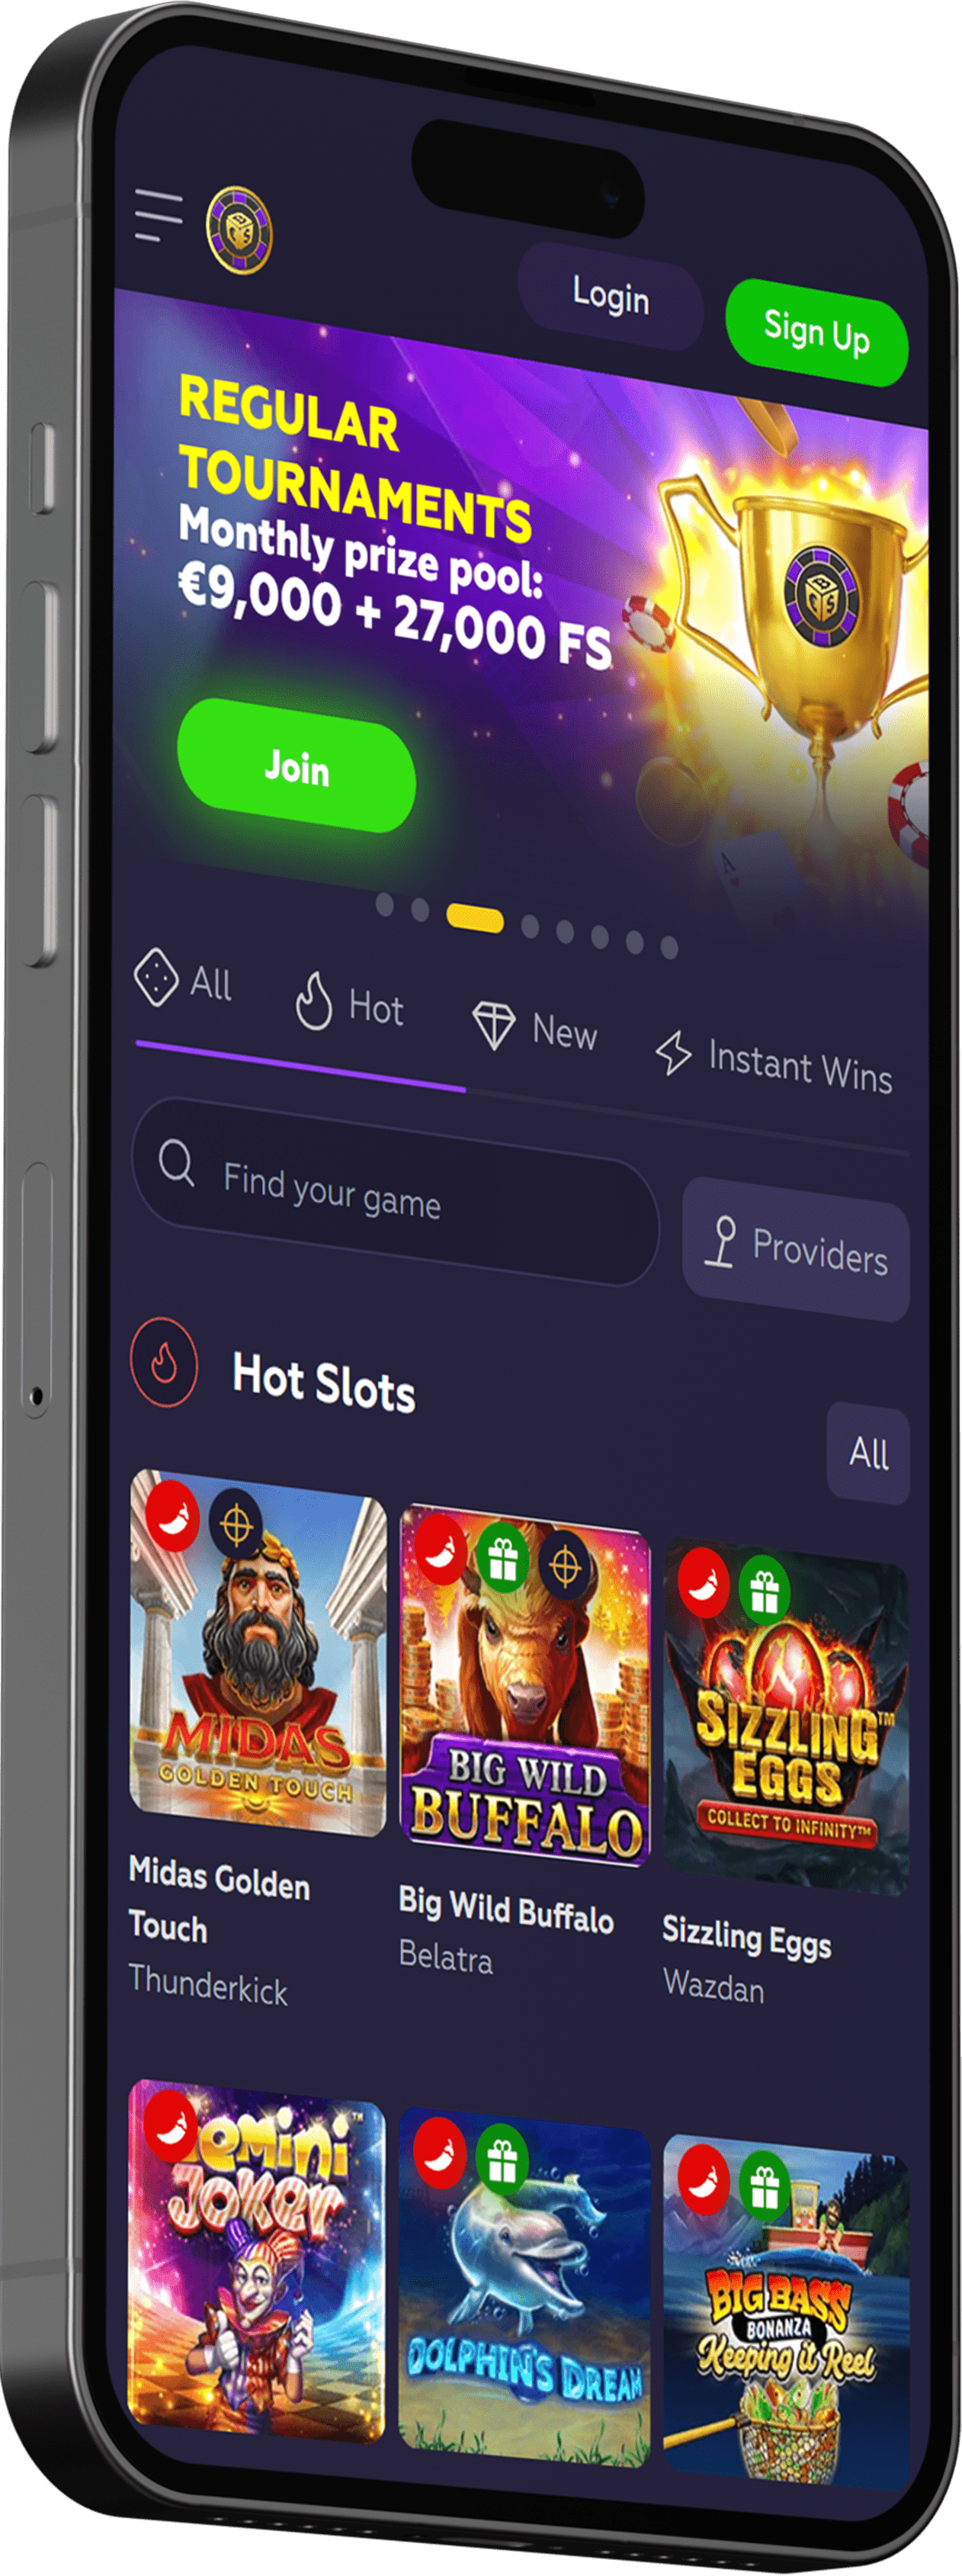 Login
Sign Up
REGULAR
TOURNAMENTS
Monthly prize pool:
€9,000 + 27,000 FS
Join
All
Hot
New
Instant Wins
Find your game
Providers
Hot Slots
All
MIDAS
GOLDEN TOUCH
BIG WILD
BUFFALO
SIZZLING™
EGGS
COLLECT TO INFINITY™
Midas Golden
Touch
Thunderkick
Big Wild Buffalo
Belatra
Sizzling Eggs
Wazdan
JOKER
DOLPHIN'S DREAM
BIG BASS
BONANZA
Keeping it Reel